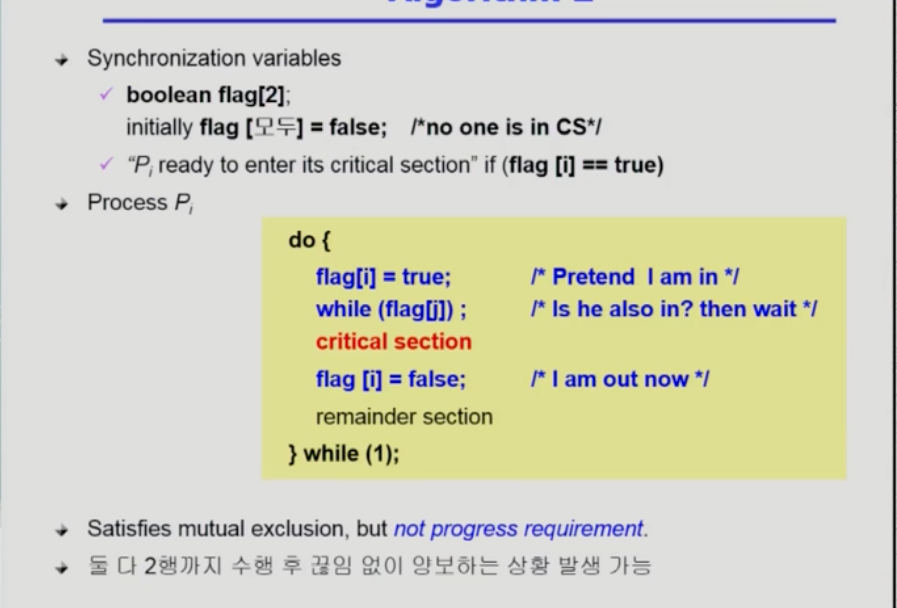 Synchronization variables
boolean flag[2];
initially flag [모두] = false; /*no one is in CS*/
"Pi ready to enter its critical section" if (flag [i] == true)
Process Pi
do {
flag[i] = true; /* Pretend I am in */
while (flag[j]) ; /* Is he also in? then wait */
critical section
flag [i] = false; /* I am out now */
remainder section
} while (1);
Satisfies mutual exclusion, but not progress requirement.
둘 다 2행까지 수행 후 끊임 없이 양보하는 상황 발생 가능